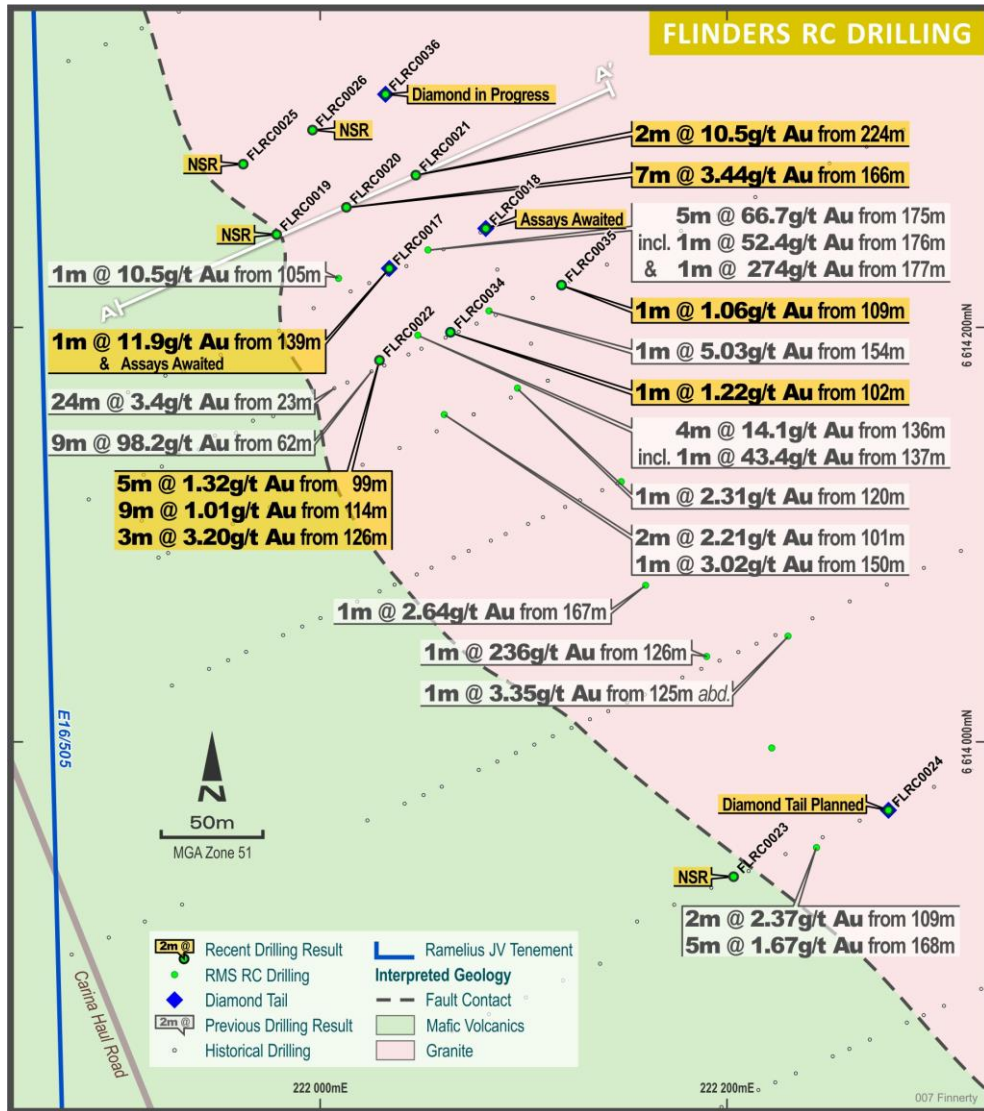 FLINDERS RC DRILLING
FLRC0036
Diamond in Progress
FLRC0026
NSR
FLRC0025
NSR
A'
FLRC0021
2m @ 10.5g/t Au from 224m
FLRC0020
7m @ 3.44g/t Au from 166m
FLRC0019
NSR
FLRC0018
Assays Awaited
5m @ 66.7g/t Au from 175m
incl. 1m @ 52.4g/t Au from 176m
& 1m @ 274g/t Au from 177m
FLRC0017
1m @ 10.5g/t Au from 105m
A
FLRC0035
1m @ 1.06g/t Au from 109m
FLRC0034
FLRC0022
1m @ 11.9g/t Au from 139m
& Assays Awaited
1m @ 5.03g/t Au from 154m
6 614 200mN
24m @ 3.4g/t Au from 23m
1m @ 1.22g/t Au from 102m
9m @ 98.2g/t Au from 62m
4m @ 14.1g/t Au from 136m
incl. 1m @ 43.4g/t Au from 137m
5m @ 1.32g/t Au from 99m
9m @ 1.01g/t Au from 114m
3m @ 3.20g/t Au from 126m
1m @ 2.31g/t Au from 120m
2m @ 2.21g/t Au from 101m
1m @ 3.02g/t Au from 150m
1m @ 2.64g/t Au from 167m
1m @ 236g/t Au from 126m
1m @ 3.35g/t Au from 125m abd.
E16/505
6 614 000mN
N
50m
MGA Zone 51
Diamond Tail Planned
FLRC0024
FLRC0023
NSR
2m @ 2.37g/t Au from 109m
5m @ 1.67g/t Au from 168m
Carina Haul Road
2m @ Recent Drilling Result
RMS RC Drilling
Diamond Tail
2m @ Previous Drilling Result
Historical Drilling
Ramelius JV Tenement
Interpreted Geology
Fault Contact
Mafic Volcanics
Granite
222 000mE
222 200mE
007 Finnerty